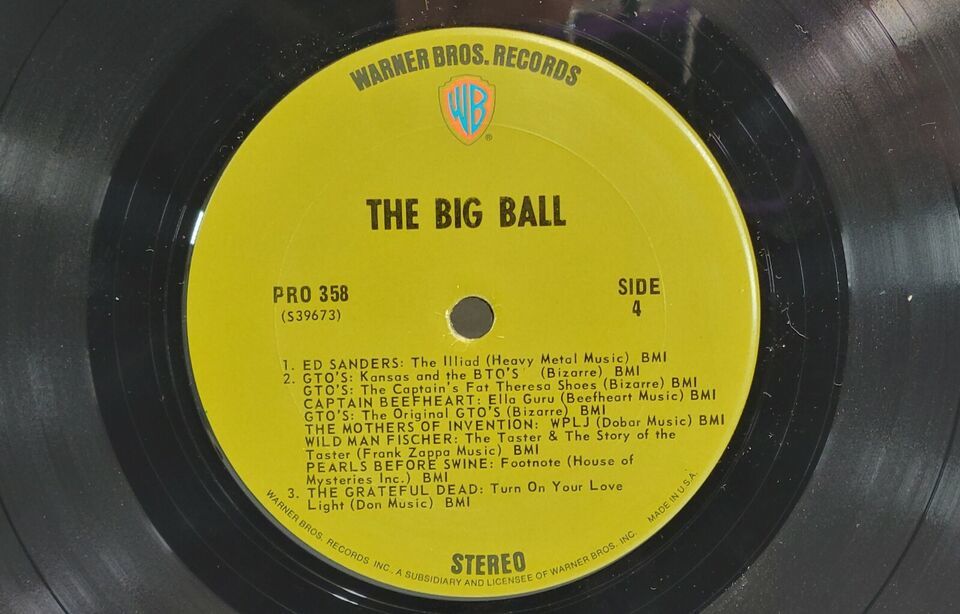 WARNER BROS. RECORDS
WB
®
THE BIG BALL
PRO 358
(S39673)
SIDE
4
1. ED SANDERS: The Illiad (Heavy Metal Music) BMI
2. GTO'S: Kansas and the BTO'S (Bizarre) BMI
GTO'S: The Captain's Fat Theresa Shoes (Bizarre) BMI
CAPTAIN BEEFHEART: Ella Guru (Beefheart Music) BMI
GTO'S: The Original GTO'S (Bizarre) BMI
THE MOTHERS OF INVENTION: WPLJ (Dobar Music) BMI
WILD MAN FISCHER: The Taster & The Story of the
Taster (Frank Zappa Music) BMI
PEARLS BEFORE SWINE: Footnote (House of
Mysteries Inc.) BMI
3. THE GRATEFUL DEAD: Turn On Your Love
Light (Don Music) BMI
STEREO
WARNER BROS. RECORDS INC., A SUBSIDIARY AND LICENSEE OF WARNER BROS. INC. MADE IN U.S.A.